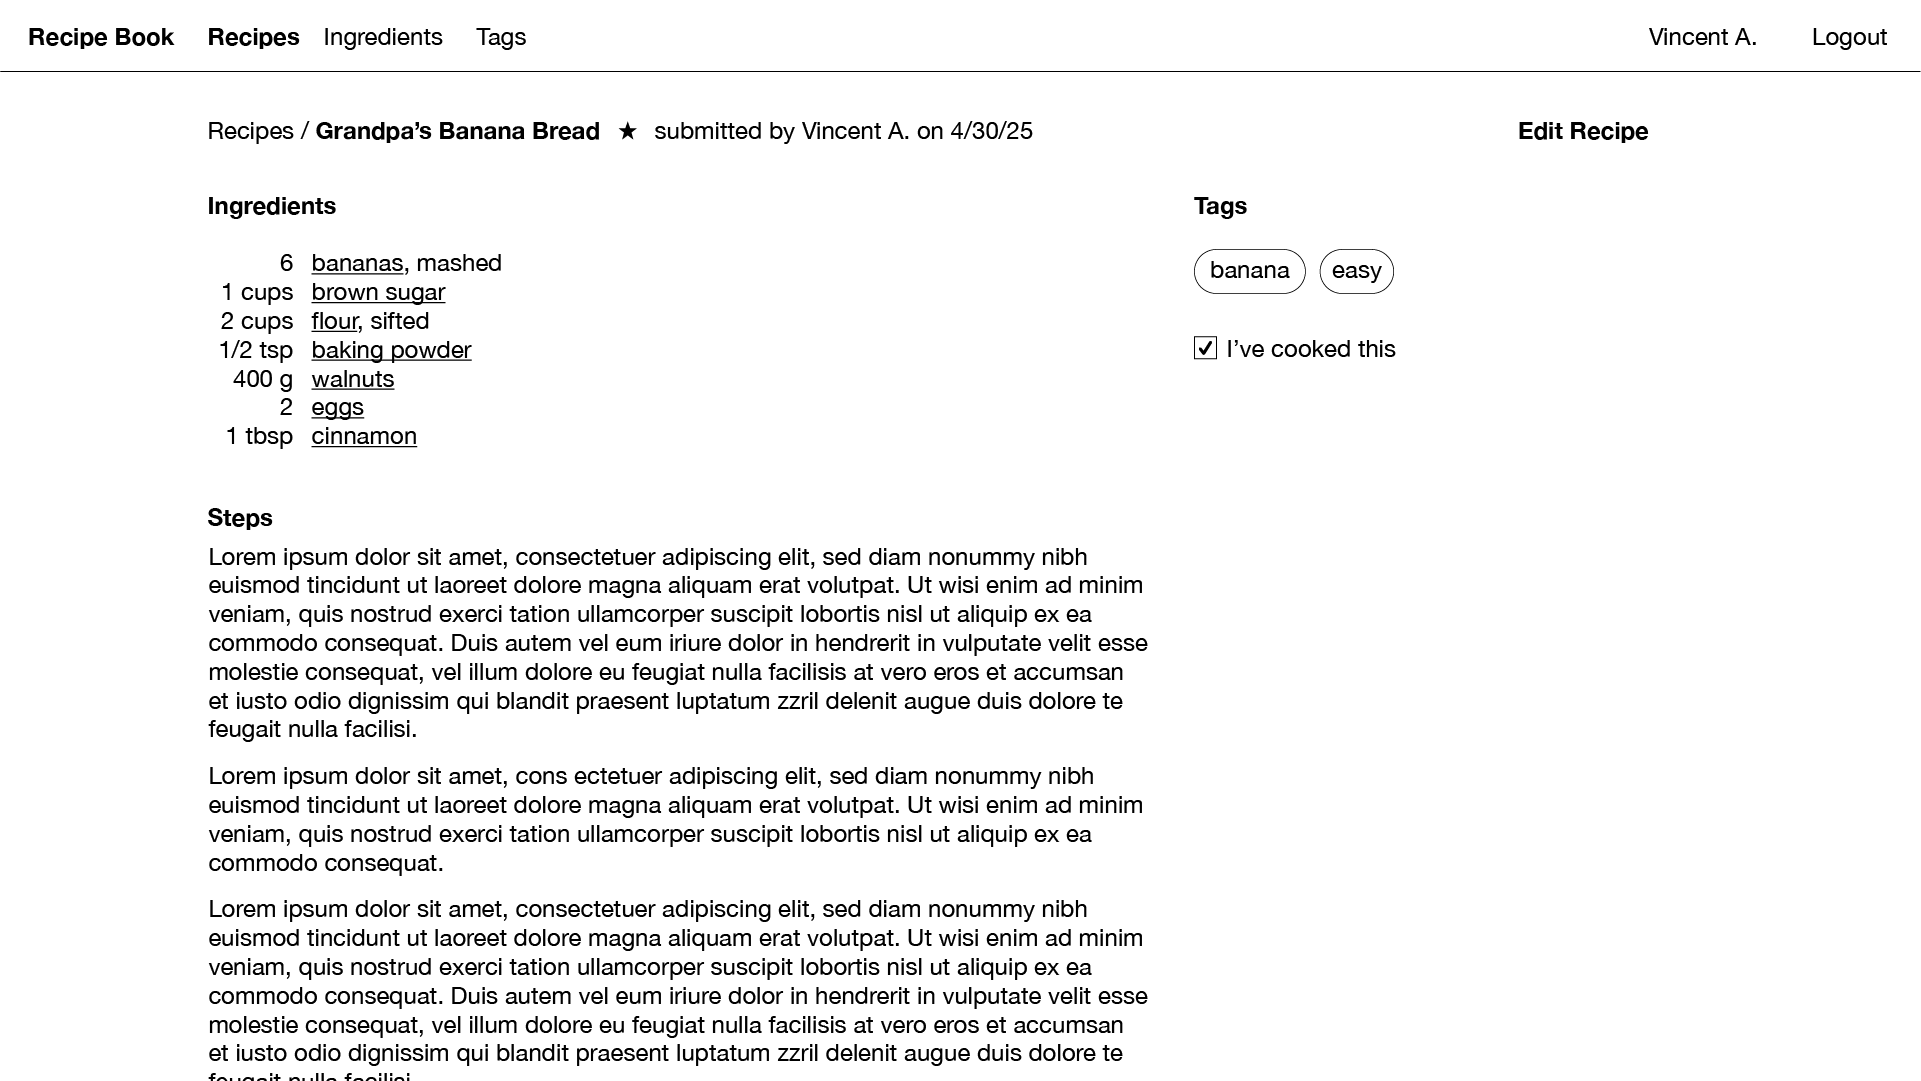 Recipe Book Recipes Ingredients Tags Vincent A. Logout
Recipes / Grandpa’s Banana Bread ★ submitted by Vincent A. on 4/30/25 Edit Recipe
Ingredients
6 bananas, mashed
1 cups brown sugar
2 cups flour, sifted
1/2 tsp baking powder
400 g walnuts
2 eggs
1 tbsp cinnamon
Tags
banana easy
I’ve cooked this
Steps
Lorem ipsum dolor sit amet, consectetuer adipiscing elit, sed diam nonummy nibh
euismod tincidunt ut laoreet dolore magna aliquam erat volutpat. Ut wisi enim ad minim
veniam, quis nostrud exerci tation ullamcorper suscipit lobortis nisl ut aliquip ex ea
commodo consequat. Duis autem vel eum iriure dolor in hendrerit in vulputate velit esse
molestie consequat, vel illum dolore eu feugiat nulla facilisis at vero eros et accumsan
et iusto odio dignissim qui blandit praesent luptatum zzril delenit augue duis dolore te
feugait nulla facilisi.
Lorem ipsum dolor sit amet, cons ectetuer adipiscing elit, sed diam nonummy nibh
euismod tincidunt ut laoreet dolore magna aliquam erat volutpat. Ut wisi enim ad minim
veniam, quis nostrud exerci tation ullamcorper suscipit lobortis nisl ut aliquip ex ea
commodo consequat.
Lorem ipsum dolor sit amet, consectetuer adipiscing elit, sed diam nonummy nibh
euismod tincidunt ut laoreet dolore magna aliquam erat volutpat. Ut wisi enim ad minim
veniam, quis nostrud exerci tation ullamcorper suscipit lobortis nisl ut aliquip ex ea
commodo consequat. Duis autem vel eum iriure dolor in hendrerit in vulputate velit esse
molestie consequat, vel illum dolore eu feugiat nulla facilisis at vero eros et accumsan
et iusto odio dignissim qui blandit praesent luptatum zzril delenit augue duis dolore te
feugait nulla facilisi.